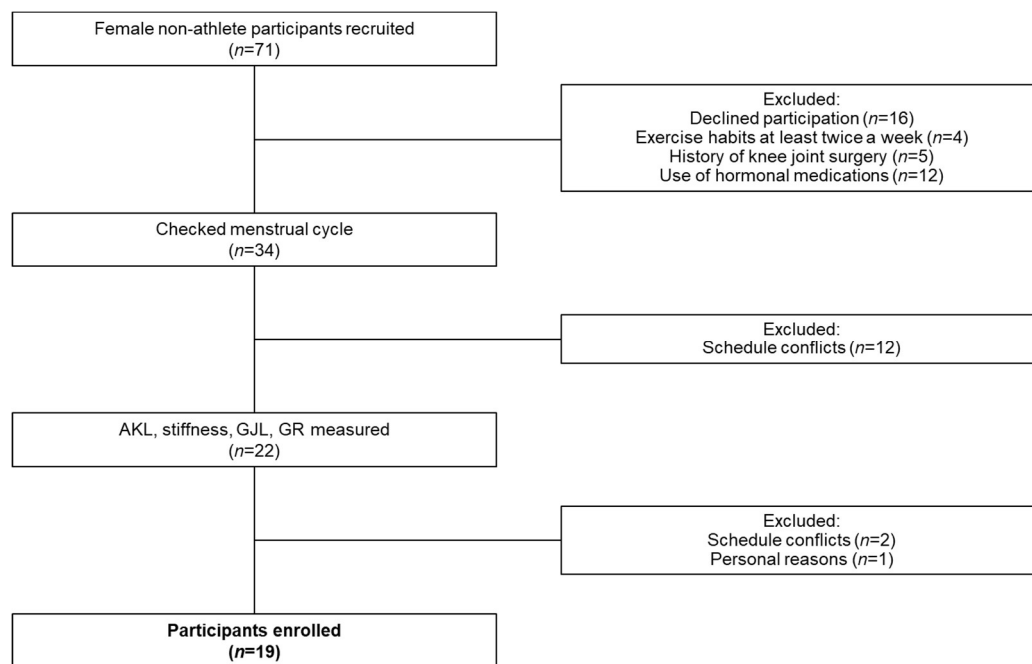 Female non-athlete participants recruited
(n=71)
Excluded:
Declined participation (n=16)
Exercise habits at least twice a week (n=4)
History of knee joint surgery (n=5)
Use of hormonal medications (n=12)
Checked menstrual cycle
(n=34)
Excluded:
Schedule conflicts (n=12)
AKL, stiffness, GJL, GR measured
(n=22)
Excluded:
Schedule conflicts (n=2)
Personal reasons (n=1)
Participants enrolled
(n=19)